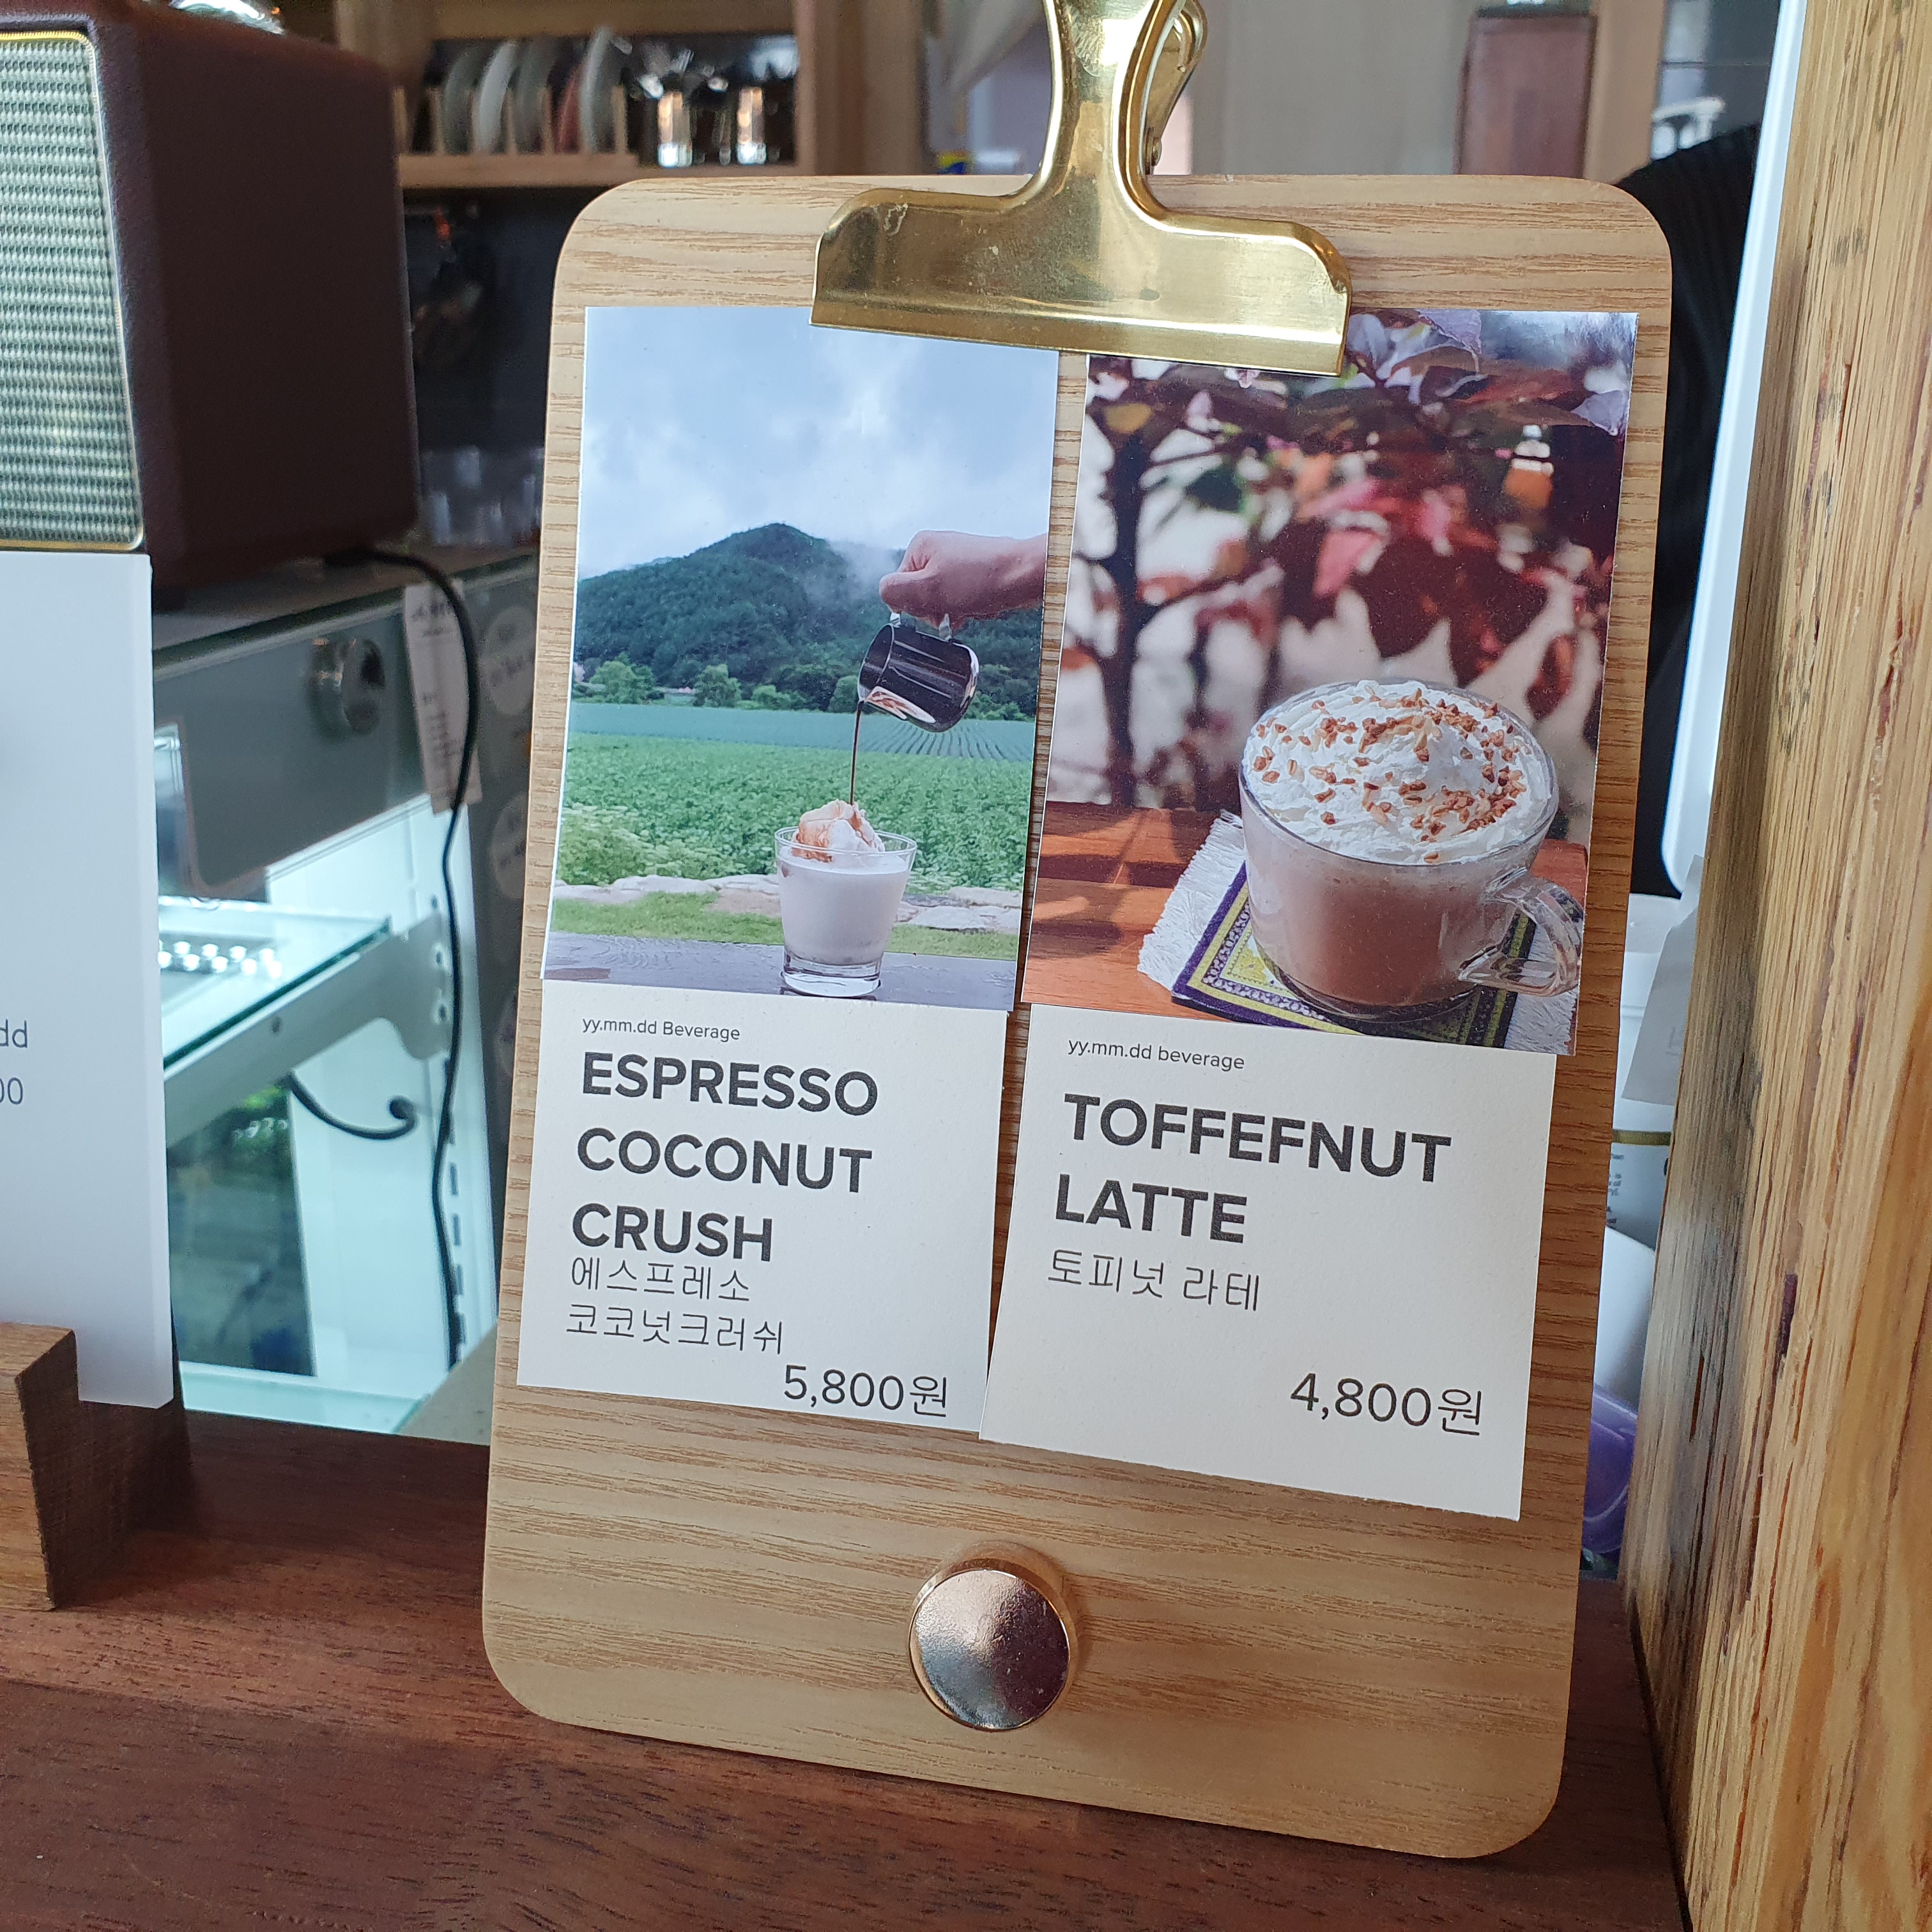 yy.mm.dd Beverage
ESPRESSO
COCONUT
CRUSH
에스프레소
코코넛크러쉬
5,800원
yy.mm.dd beverage
TOFFEFNUT
LATTE
토피넛 라테
4,800원
dd
00